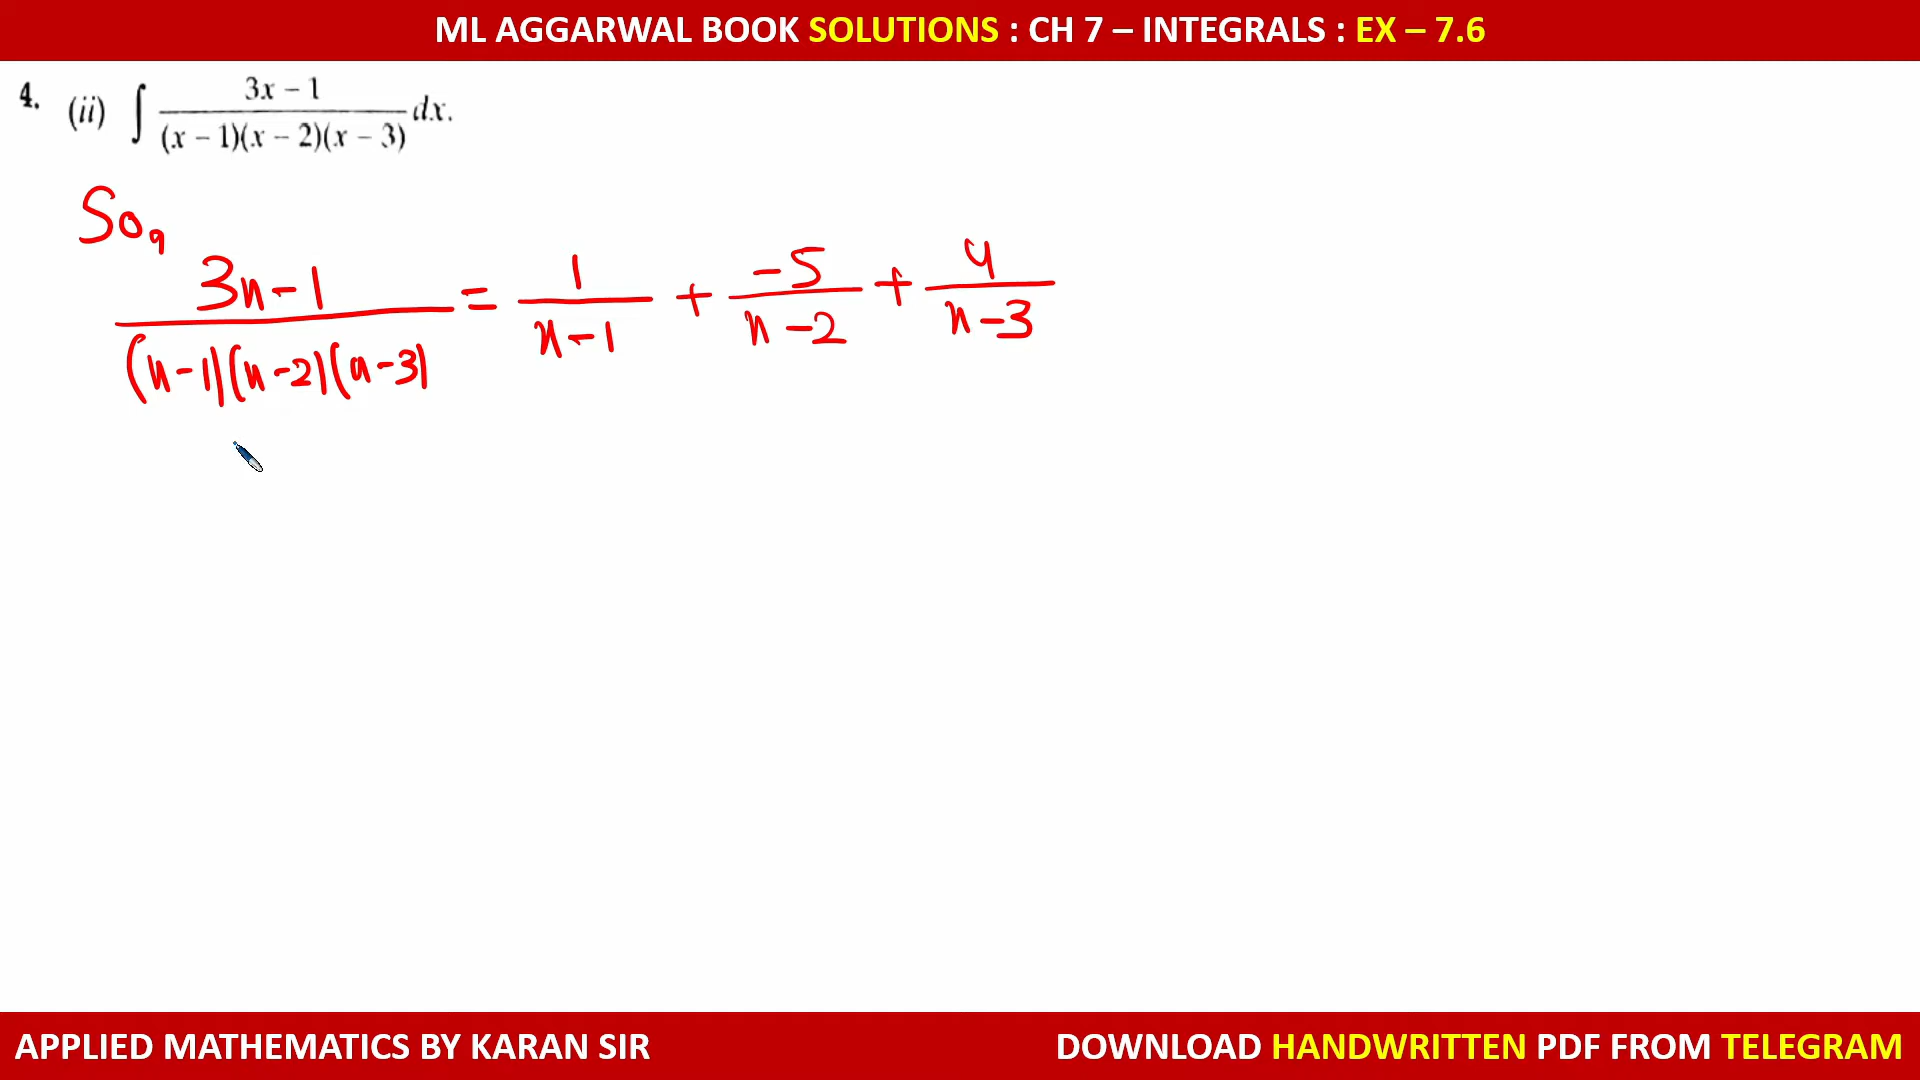 ML AGGARWAL BOOK SOLUTIONS : CH 7 – INTEGRALS : EX – 7.6
4. (ii) ∫ (3x – 1)/((x – 1)(x – 2)(x – 3)) dx.
So,
(3x-1)/((x-1)(x-2)(x-3)) = 1/(x-1) + -5/(x-2) + 4/(x-3)
APPLIED MATHEMATICS BY KARAN SIR
DOWNLOAD HANDWRITTEN PDF FROM TELEGRAM